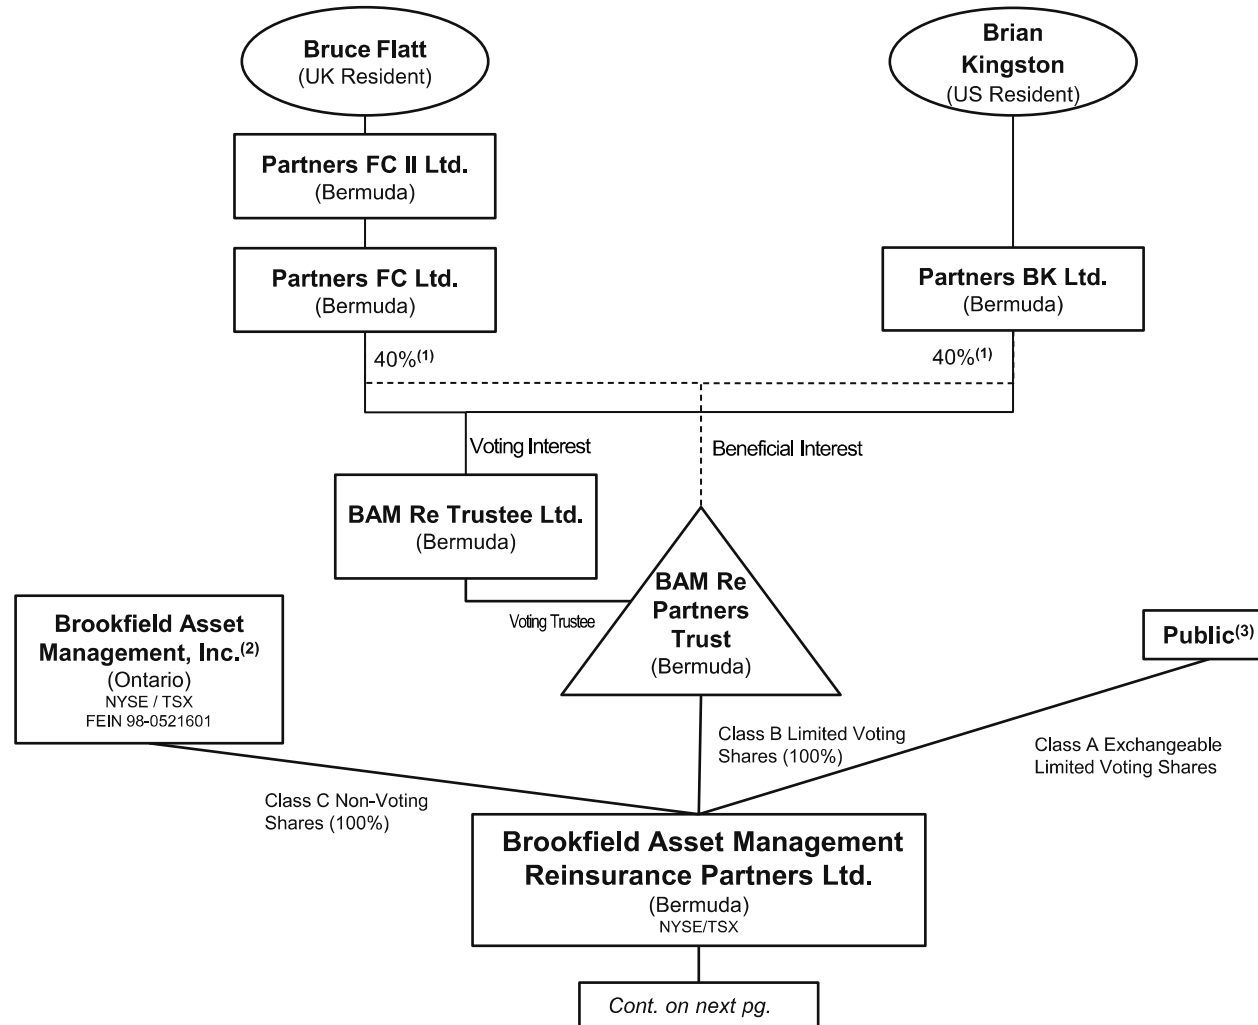 Bruce Flatt
(UK Resident)
Brian
Kingston
(US Resident)
Partners FC II Ltd.
(Bermuda)
Partners FC Ltd.
(Bermuda)
Partners BK Ltd.
(Bermuda)
40%(1)
40%(1)
Voting Interest
Beneficial Interest
BAM Re Trustee Ltd.
(Bermuda)
BAM Re
Partners
Trust
(Bermuda)
Voting Trustee
Brookfield Asset
Management, Inc.(2)
(Ontario)
NYSE / TSX
FEIN 98-0521601
Public(3)
Class B Limited Voting
Shares (100%)
Class A Exchangeable
Limited Voting Shares
Class C Non-Voting
Shares (100%)
Brookfield Asset Management
Reinsurance Partners Ltd.
(Bermuda)
NYSE/TSX
Cont. on next pg.